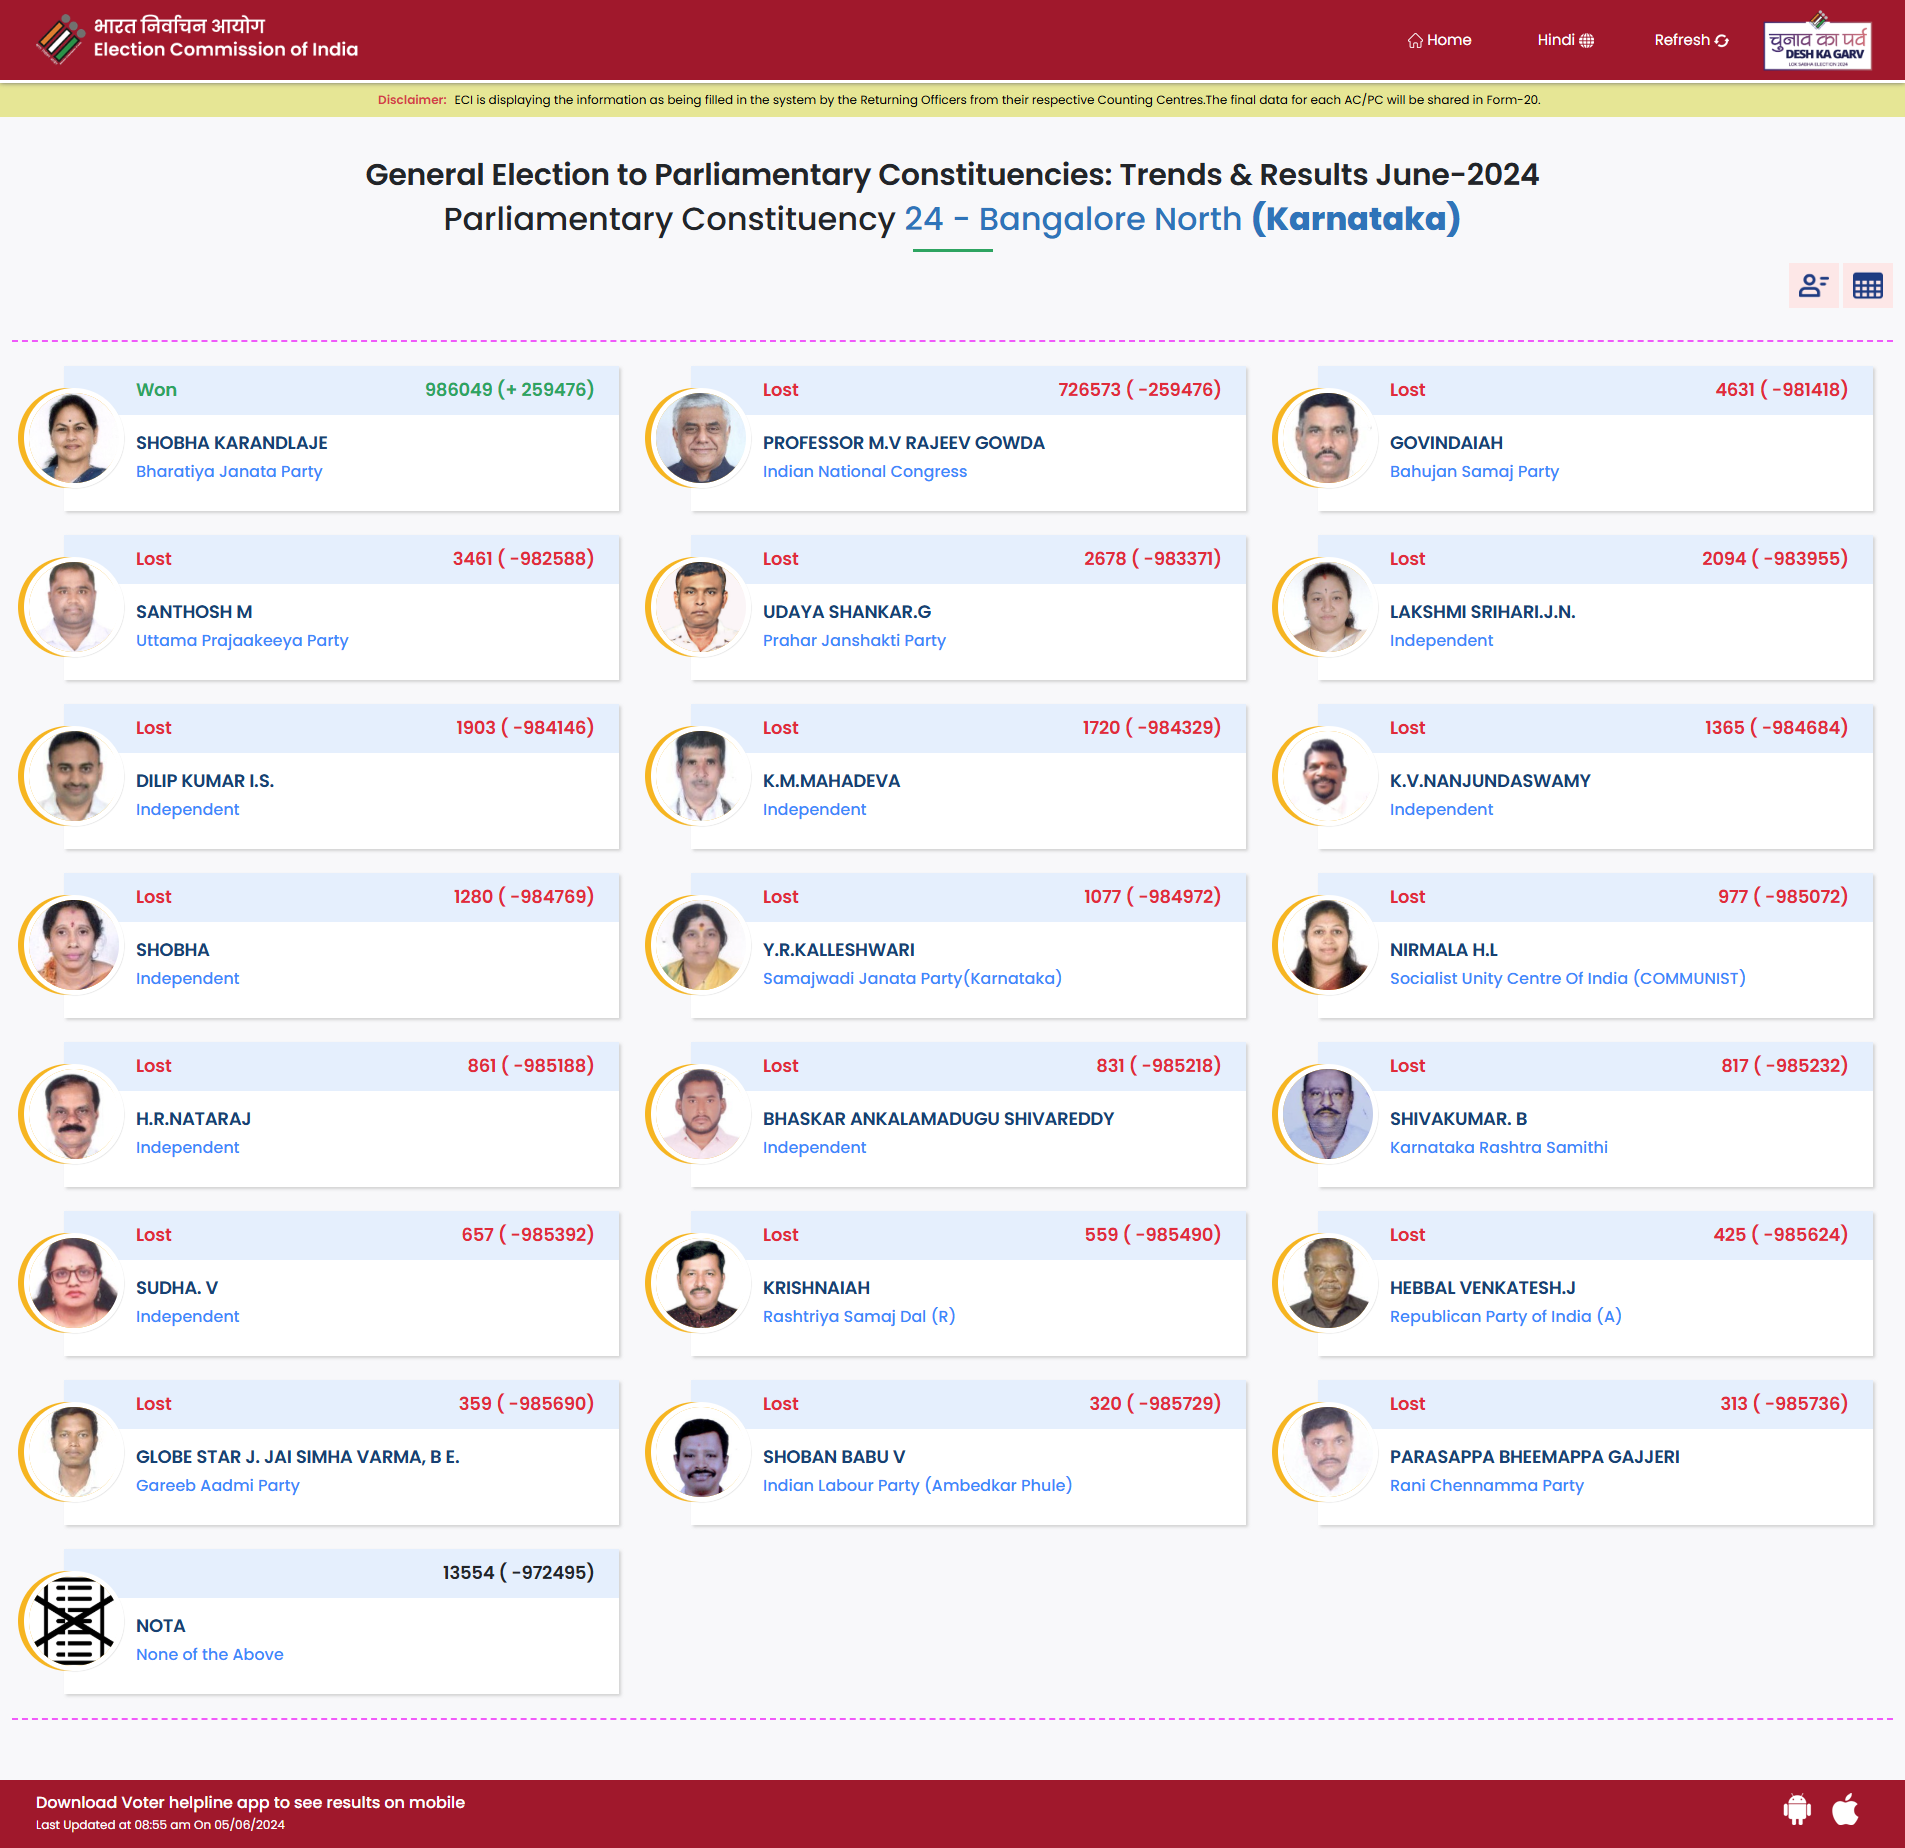 भारत निर्वाचन आयोग
Election Commission of India
Home
Hindi
Refresh
चुनाव का पर्व
DESH KA GARV
LOK SABHA ELECTION 2024
Disclaimer: ECI is displaying the information as being filled in the system by the Returning Officers from their respective Counting Centres.The final data for each AC/PC will be shared in Form-20.
General Election to Parliamentary Constituencies: Trends & Results June-2024
Parliamentary Constituency 24 - Bangalore North (Karnataka)
Won 986049 (+ 259476)
SHOBHA KARANDLAJE
Bharatiya Janata Party
Lost 726573 ( -259476)
PROFESSOR M.V RAJEEV GOWDA
Indian National Congress
Lost 4631 ( -981418)
GOVINDAIAH
Bahujan Samaj Party
Lost 3461 ( -982588)
SANTHOSH M
Uttama Prajaakeeya Party
Lost 2678 ( -983371)
UDAYA SHANKAR.G
Prahar Janshakti Party
Lost 2094 ( -983955)
LAKSHMI SRIHARI.J.N.
Independent
Lost 1903 ( -984146)
DILIP KUMAR I.S.
Independent
Lost 1720 ( -984329)
K.M.MAHADEVA
Independent
Lost 1365 ( -984684)
K.V.NANJUNDASWAMY
Independent
Lost 1280 ( -984769)
SHOBHA
Independent
Lost 1077 ( -984972)
Y.R.KALLESHWARI
Samajwadi Janata Party(Karnataka)
Lost 977 ( -985072)
NIRMALA H.L
Socialist Unity Centre Of India (COMMUNIST)
Lost 861 ( -985188)
H.R.NATARAJ
Independent
Lost 831 ( -985218)
BHASKAR ANKALAMADUGU SHIVAREDDY
Independent
Lost 817 ( -985232)
SHIVAKUMAR. B
Karnataka Rashtra Samithi
Lost 657 ( -985392)
SUDHA. V
Independent
Lost 559 ( -985490)
KRISHNAIAH
Rashtriya Samaj Dal (R)
Lost 425 ( -985624)
HEBBAL VENKATESH.J
Republican Party of India (A)
Lost 359 ( -985690)
GLOBE STAR J. JAI SIMHA VARMA, B E.
Gareeb Aadmi Party
Lost 320 ( -985729)
SHOBAN BABU V
Indian Labour Party (Ambedkar Phule)
Lost 313 ( -985736)
PARASAPPA BHEEMAPPA GAJJERI
Rani Chennamma Party
13554 ( -972495)
NOTA
None of the Above
Download Voter helpline app to see results on mobile
Last Updated at 08:55 am On 05/06/2024